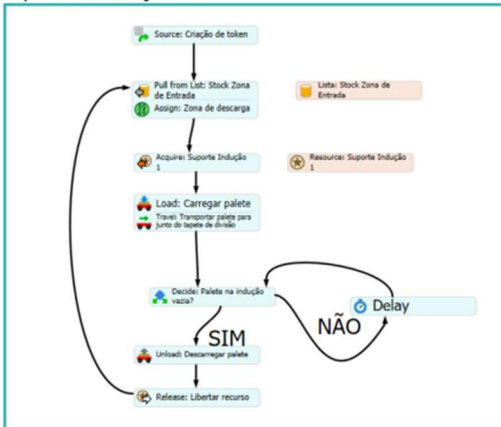 Source: Criação de token
Pull from List: Stock Zona
de Entrada
Assign: Zona de descarga
Lista: Stock Zona de
Entrada
Acquire: Suporte Indução
1
Resource: Suporte Indução
1
Load: Carregar palete
Travel: Transportar palete para
junto do tapete de divisão
Decide: Palete na indução
vazia?
Delay
SIM
NÃO
Unload: Descarregar palete
Release: Libertar recurso